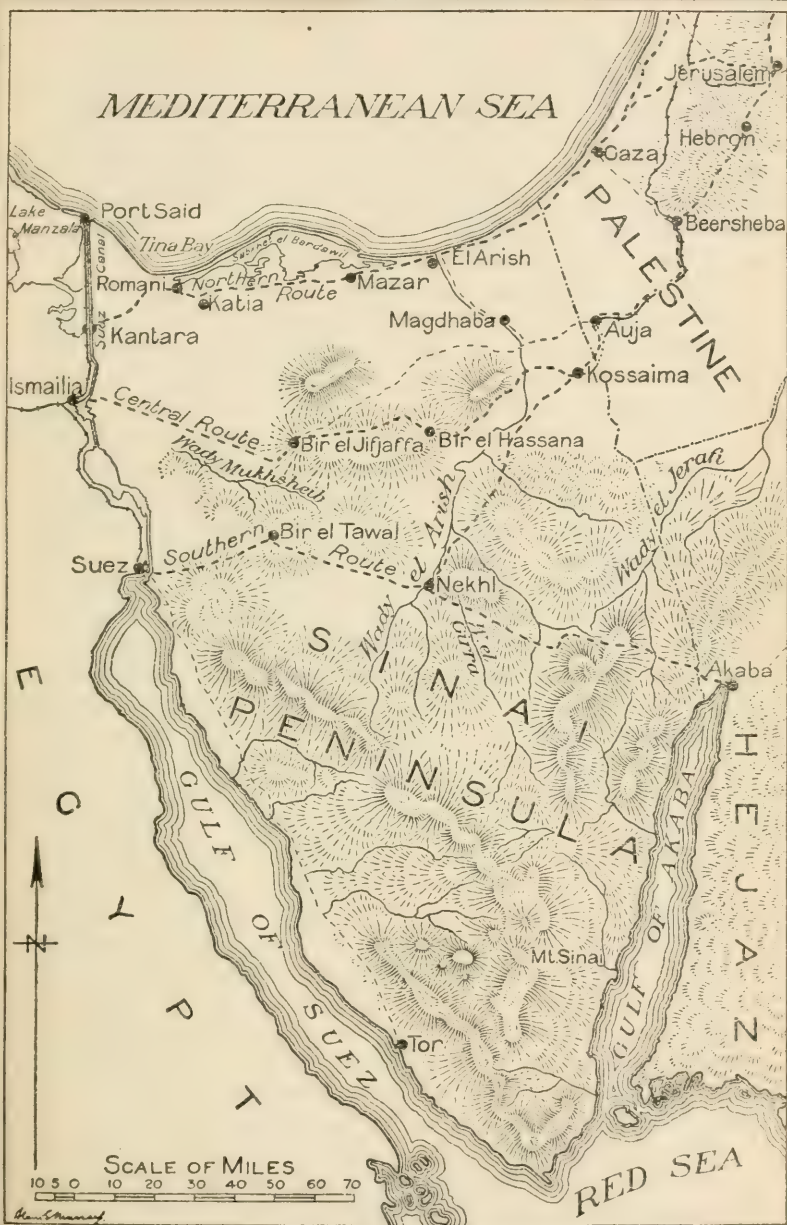 MEDITERRANEAN SEA
Jerusalem
Hebron
Gaza
Lake
Manzala
Port Said
Tina Bay
Beersheba
PALESTINE
El Arish
Romani
Northern
Route
Mazar
Katia
Suez Canal
Kantara
Magdhaba
Auja
Kossaima
Ismailia
Central Route
Bir el Jifjaffa
Bir el Hassana
Wady Mukhsheib
Wady el Jerafi
Wady el Arish
Suez
Southern
Bir el Tawal
Route
Nekhl
W. el
Girra
SINAI
PENINSULA
Akaba
HEJAZ
EGYPT
GULF OF SUEZ
GULF OF AKABA
Mt Sinai
Tor
N
RED SEA
SCALE OF MILES
10 5 0 10 20 30 40 50 60 70